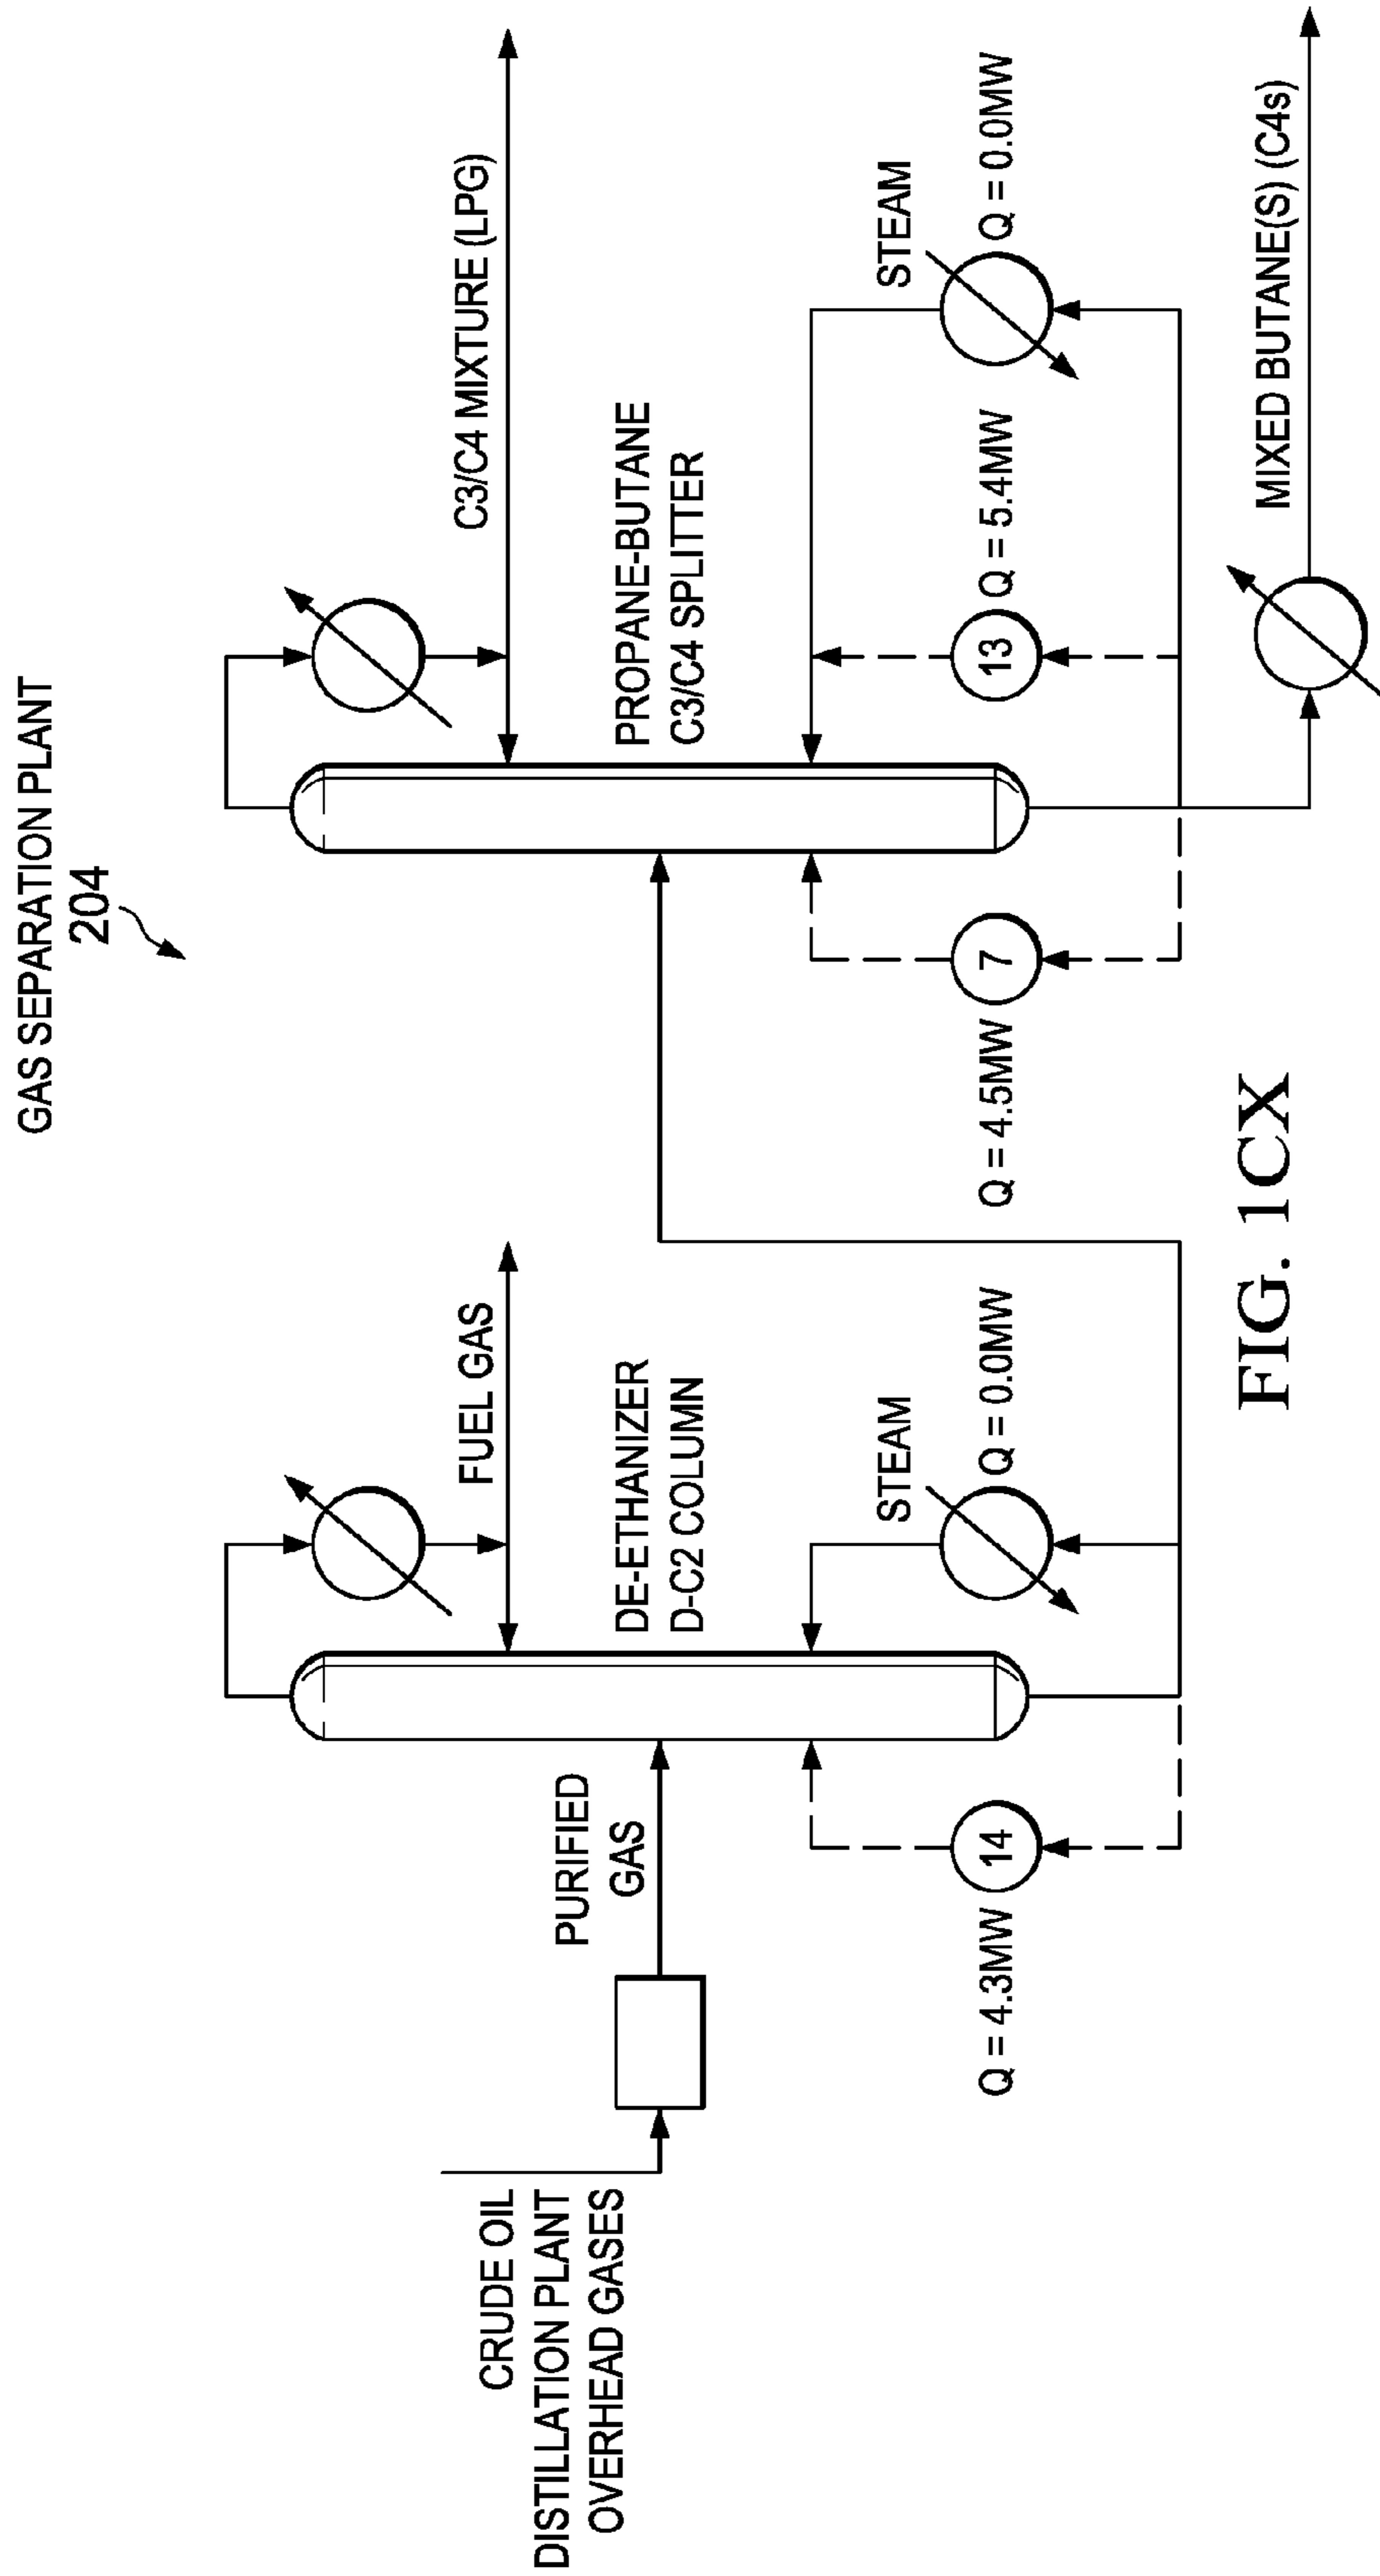 GAS SEPARATION PLANT
204
CRUDE OIL
DISTILLATION PLANT
OVERHEAD GASES
PURIFIED
GAS
FUEL GAS
DE-ETHANIZER
D-C2 COLUMN
STEAM
Q = 0.0MW
14
Q = 4.3MW
C3/C4 MIXTURE (LPG)
PROPANE-BUTANE
C3/C4 SPLITTER
STEAM
Q = 0.0MW
13
Q = 5.4MW
7
Q = 4.5MW
MIXED BUTANE(S) (C4s)
FIG. 1CX